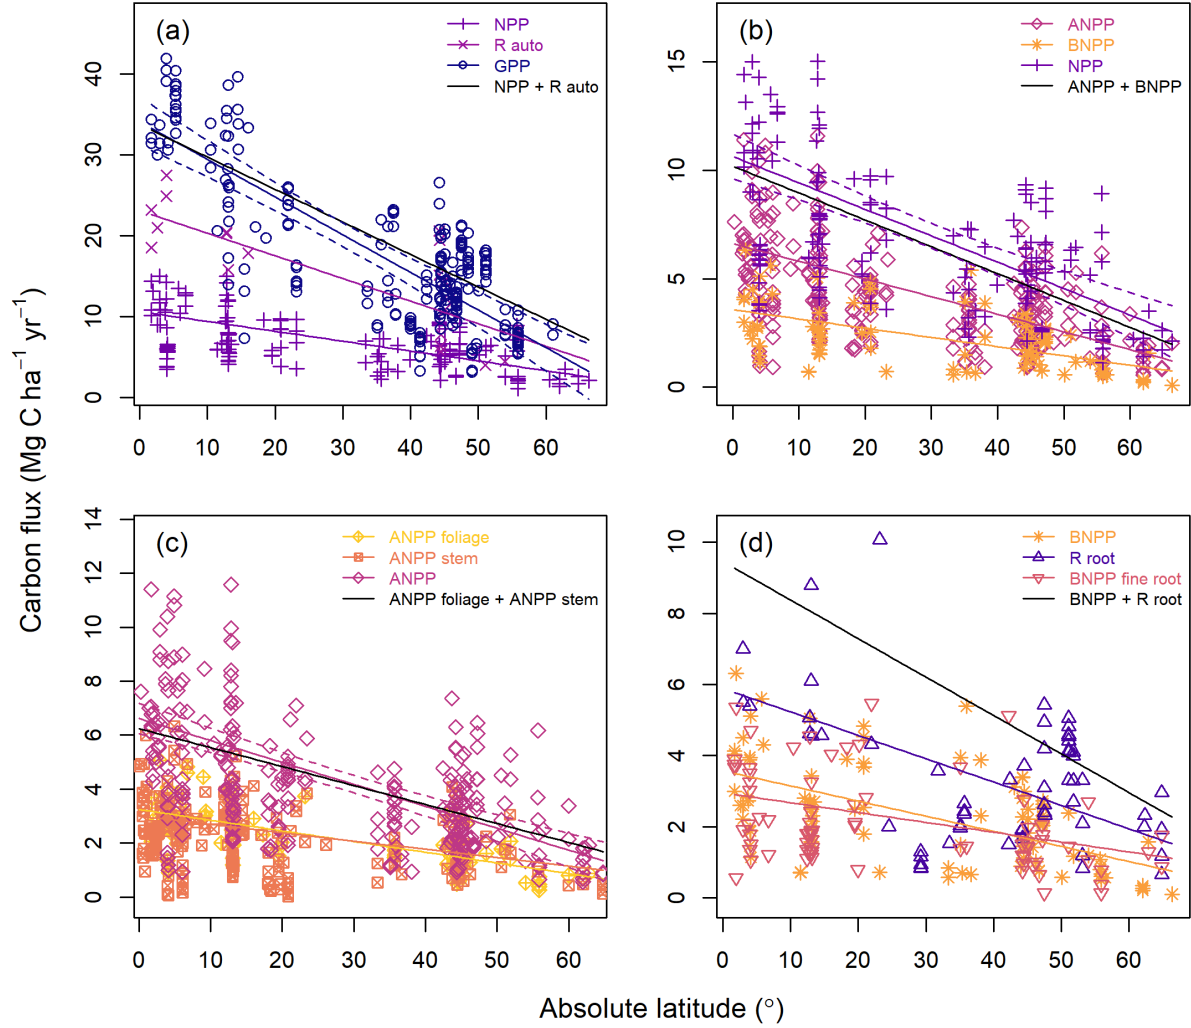 (a)
NPP
R auto
GPP
NPP + R auto
0
10
20
30
40
0
10
20
30
40
50
60
(b)
ANPP
BNPP
NPP
ANPP + BNPP
0
5
10
15
0
10
20
30
40
50
60
(c)
ANPP foliage
ANPP stem
ANPP
ANPP foliage + ANPP stem
0
2
4
6
8
10
12
14
0
10
20
30
40
50
60
(d)
BNPP
R root
BNPP fine root
BNPP + R root
0
2
4
6
8
10
0
10
20
30
40
50
60
Carbon flux (Mg C ha⁻¹ yr⁻¹)
Absolute latitude (°)